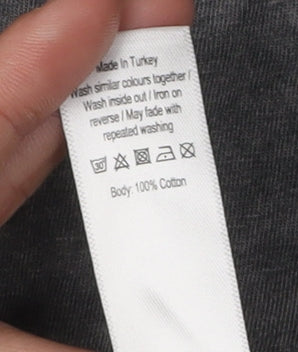 Made In Turkey
Wash similar colours together /
Wash inside out / Iron on
reverse / May fade with
repeated washing
30°
Body: 100% Cotton